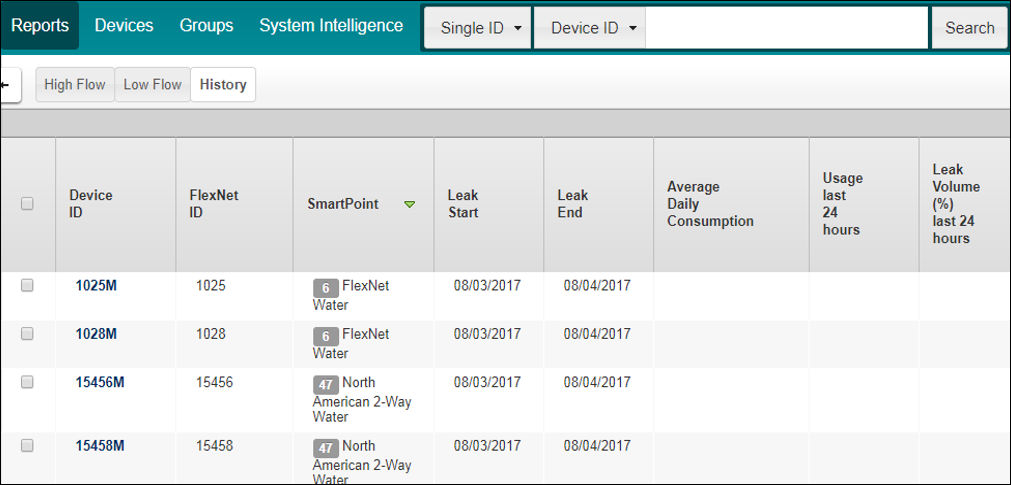 Reports Devices Groups System Intelligence Single ID Device ID Search
High Flow Low Flow History
Device
ID
FlexNet
ID
SmartPoint
Leak
Start
Leak
End
Average
Daily
Consumption
Usage
last
24
hours
Leak
Volume
(%)
last 24
hours
1025M 1025 6 FlexNet 08/03/2017 08/04/2017
Water
1028M 1028 6 FlexNet 08/03/2017 08/04/2017
Water
15456M 15456 47 North 08/03/2017 08/04/2017
American 2-Way
Water
15458M 15458 47 North 08/03/2017 08/04/2017
American 2-Way
Water